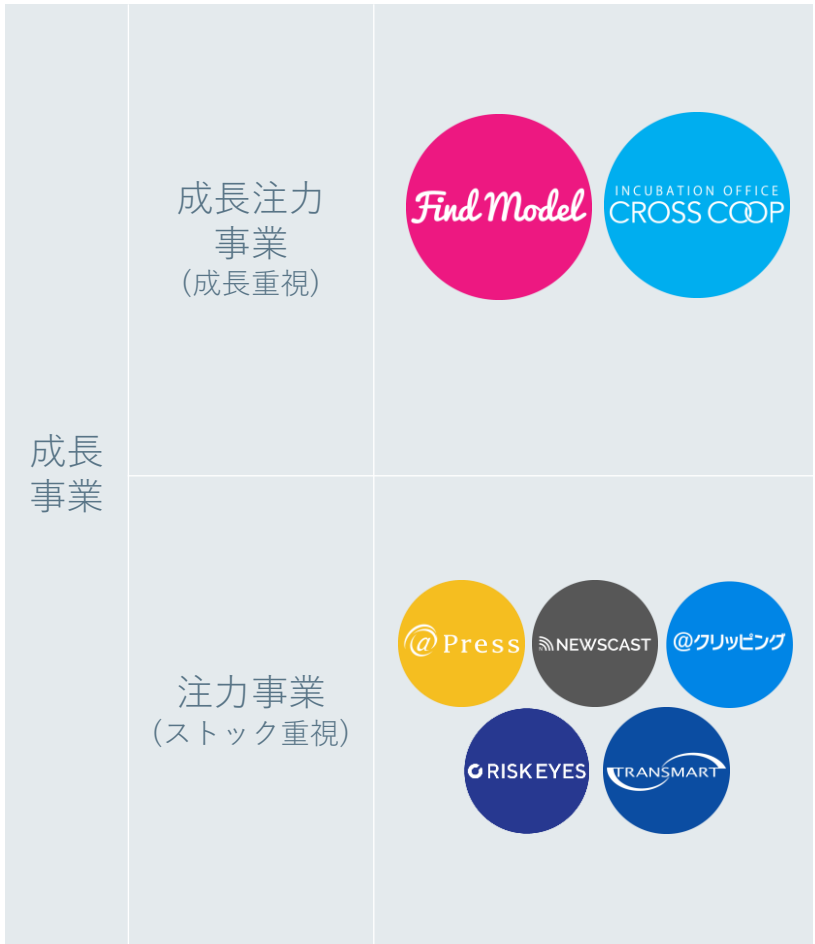 成長
事業
成長注力
事業
(成長重視)
Find Model
INCUBATION OFFICE
CROSS COOP
注力事業
(ストック重視)
@Press
NEWSCAST
@クリッピング
RISK EYES
TRANSMART